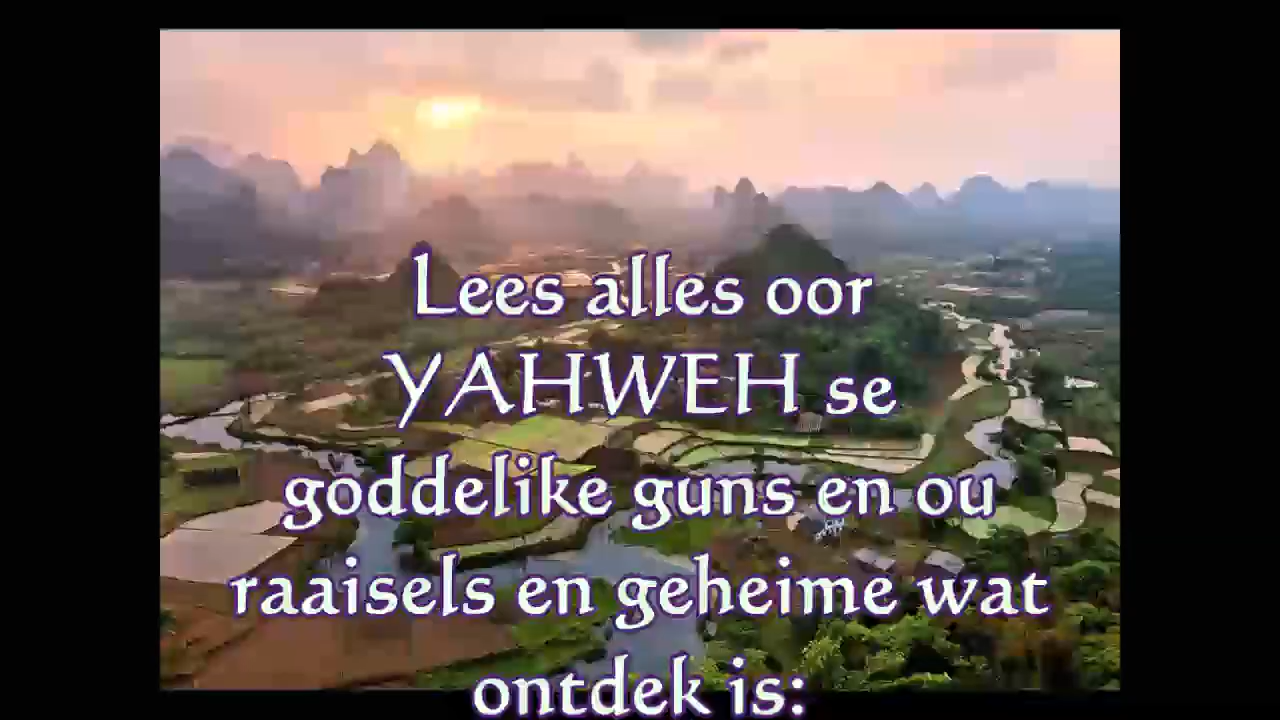 Lees alles oor
YAHWEH se
goddelike guns en ou
raaisels en geheime wat
ontdek is: